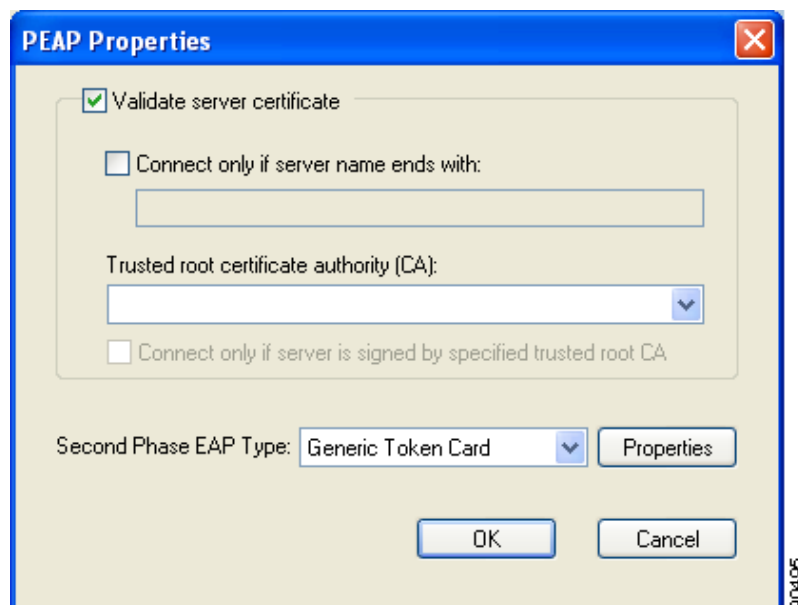 PEAP Properties
Validate server certificate
Connect only if server name ends with:
Trusted root certificate authority (CA):
Connect only if server is signed by specified trusted root CA
Second Phase EAP Type: Generic Token Card Properties
OK Cancel